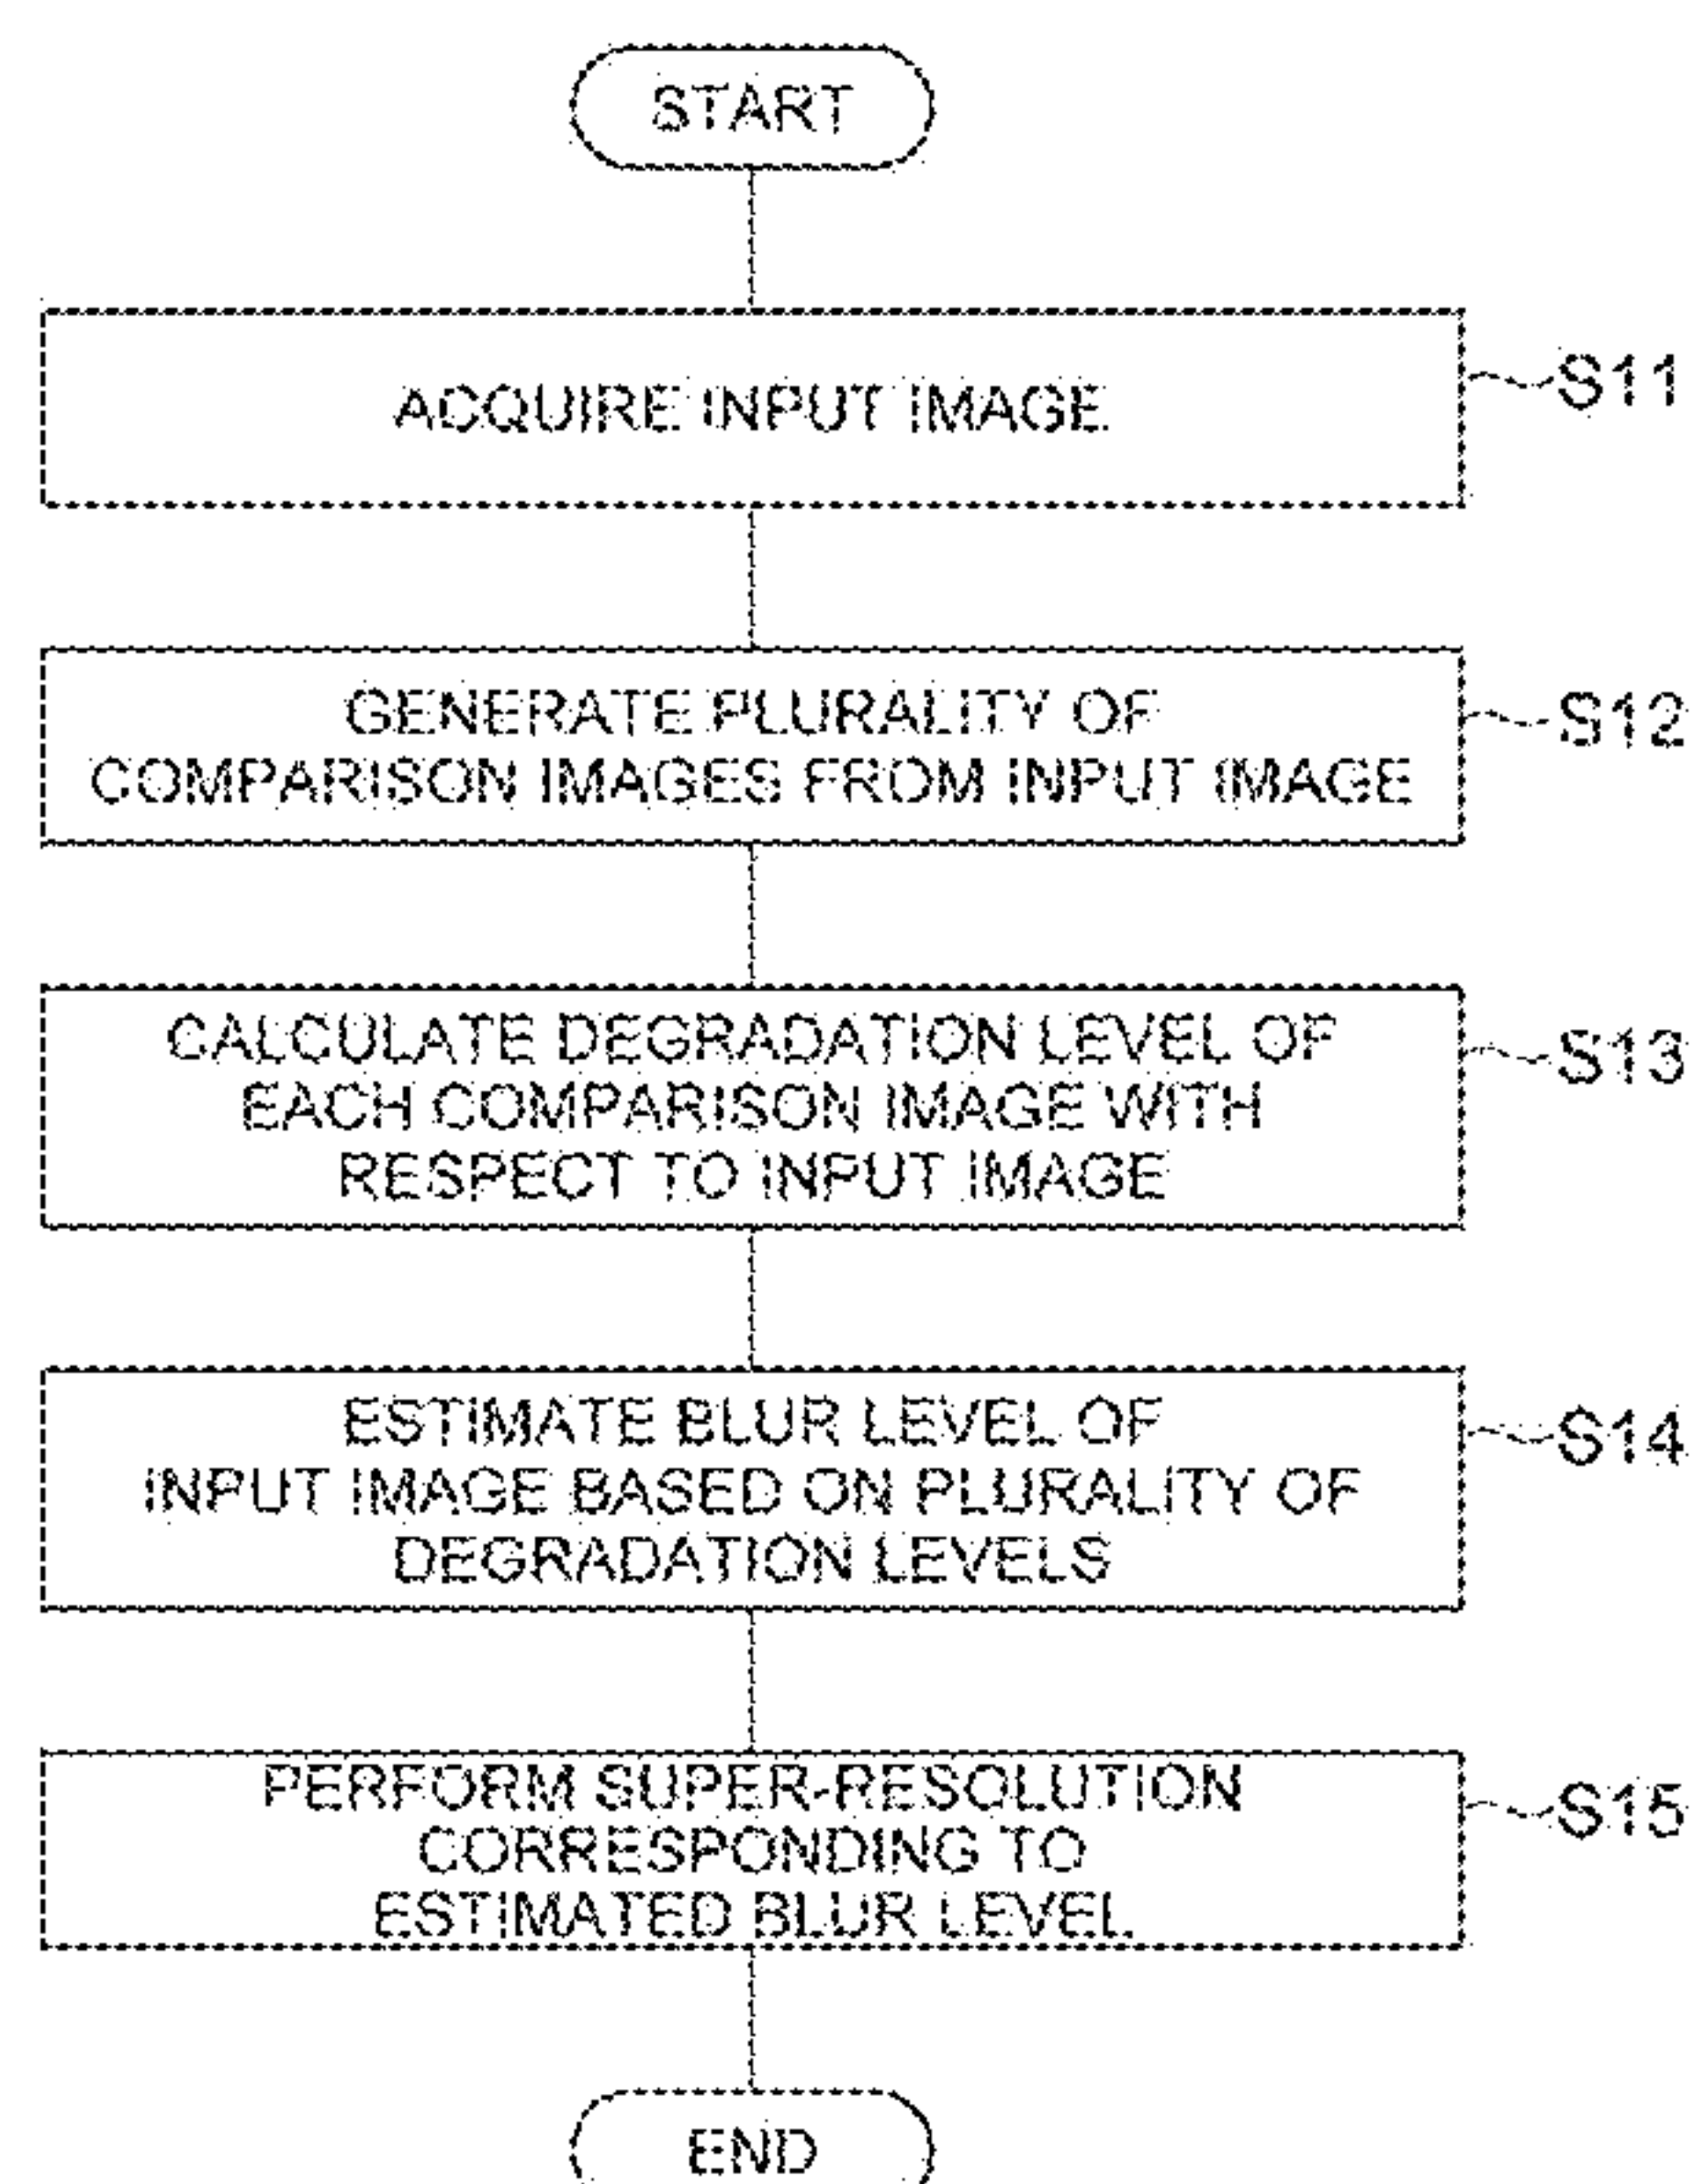 START
ACQUIRE INPUT IMAGE
S11
GENERATE PLURALITY OF
COMPARISON IMAGES FROM INPUT IMAGE
S12
CALCULATE DEGRADATION LEVEL OF
EACH COMPARISON IMAGE WITH
RESPECT TO INPUT IMAGE
S13
ESTIMATE BLUR LEVEL OF
INPUT IMAGE BASED ON PLURALITY OF
DEGRADATION LEVELS
S14
PERFORM SUPER-RESOLUTION
CORRESPONDING TO
ESTIMATED BLUR LEVEL
S15
END